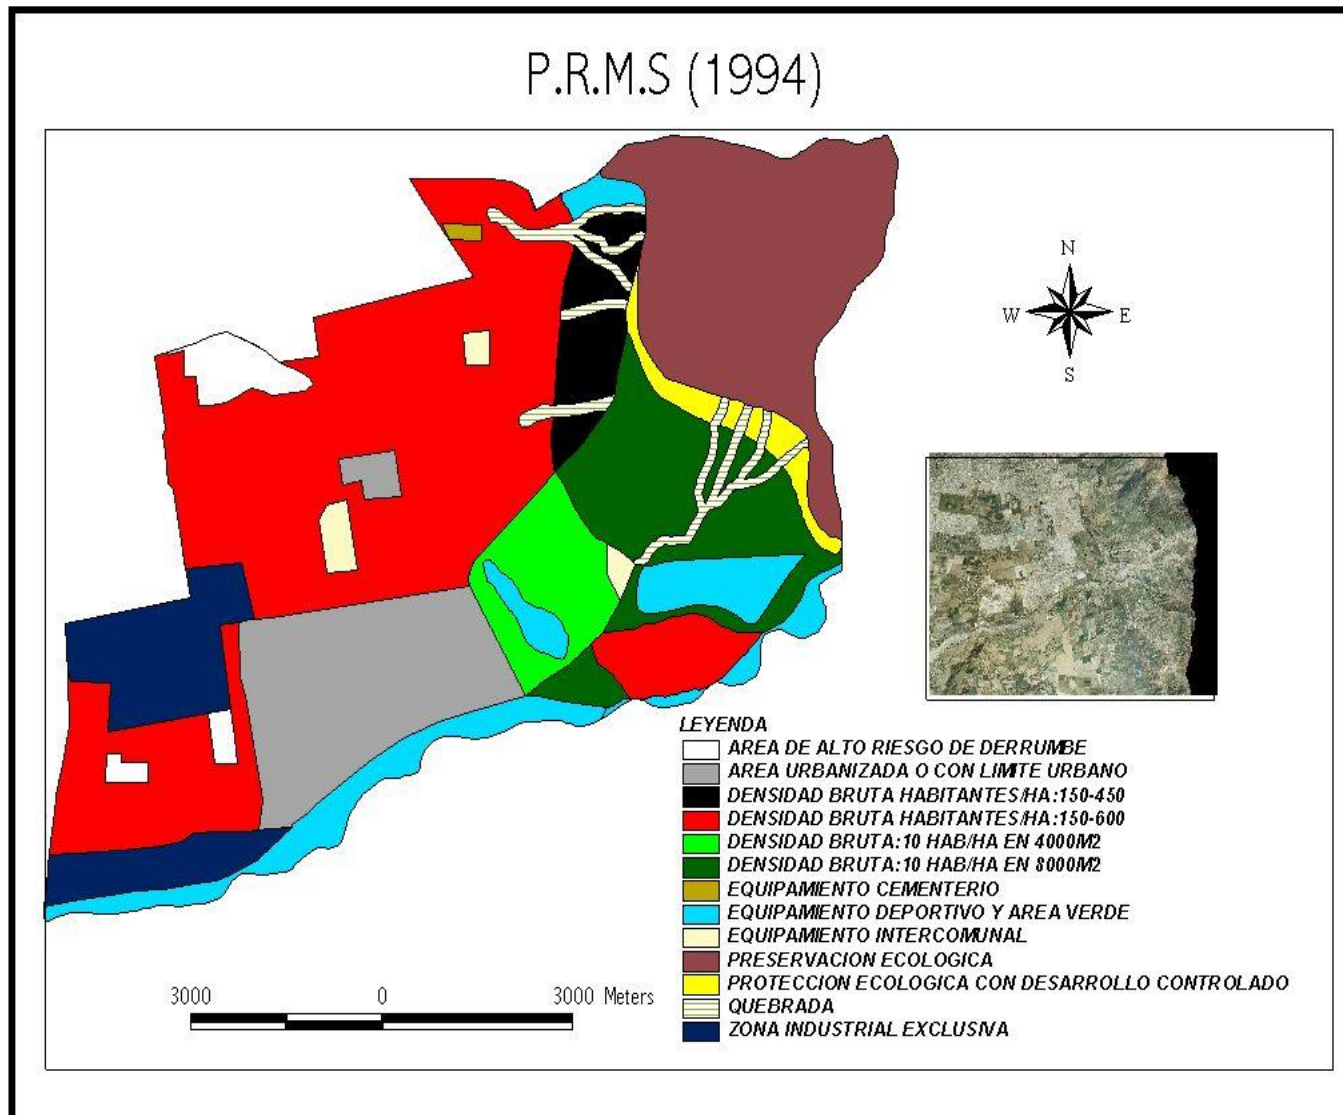 P.R.M.S (1994)
N
W E
S
LEYENDA
AREA DE ALTO RIESGO DE DERRUMBE
AREA URBANIZADA O CON LIMITE URBANO
DENSIDAD BRUTA HABITANTES/HA:150-450
DENSIDAD BRUTA HABITANTES/HA:150-600
DENSIDAD BRUTA:10 HAB/HA EN 4000M2
DENSIDAD BRUTA:10 HAB/HA EN 8000M2
EQUIPAMIENTO CEMENTERIO
EQUIPAMIENTO DEPORTIVO Y AREA VERDE
EQUIPAMIENTO INTERCOMUNAL
PRESERVACION ECOLOGICA
PROTECCION ECOLOGICA CON DESARROLLO CONTROLADO
QUEBRADA
ZONA INDUSTRIAL EXCLUSIVA
3000 0 3000 Meters